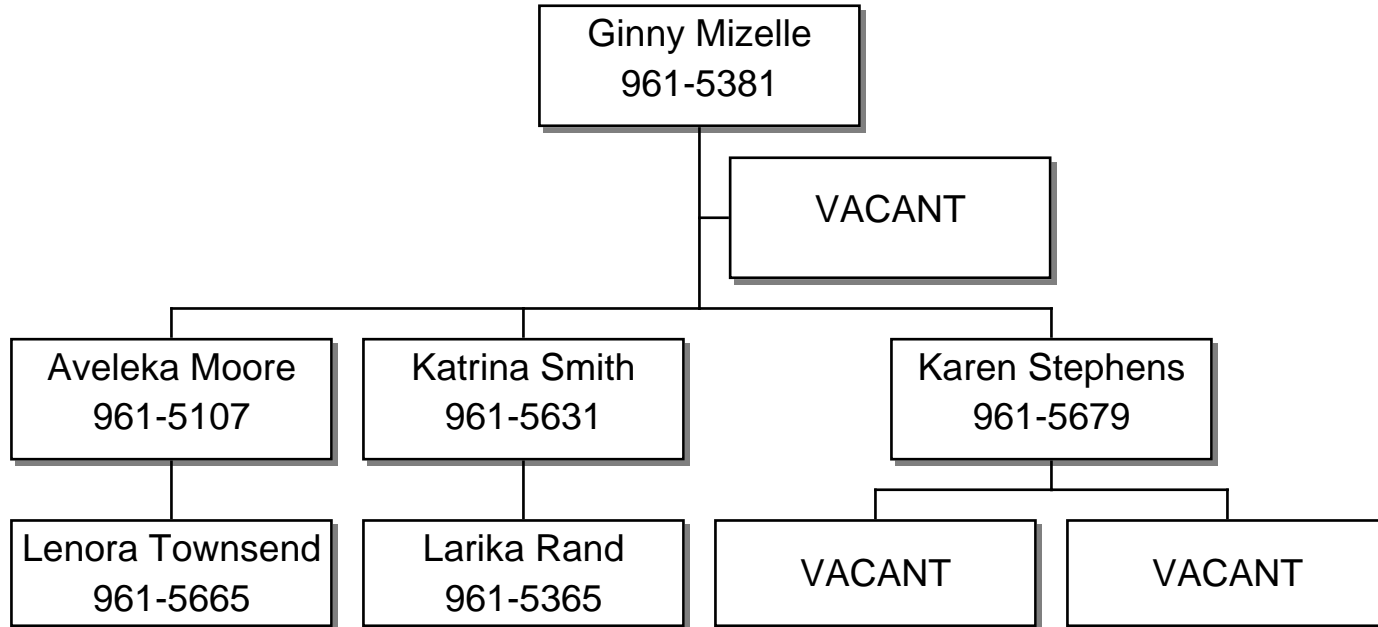 Ginny Mizelle
961-5381
VACANT
Aveleka Moore
961-5107
Katrina Smith
961-5631
Karen Stephens
961-5679
Lenora Townsend
961-5665
Larika Rand
961-5365
VACANT
VACANT